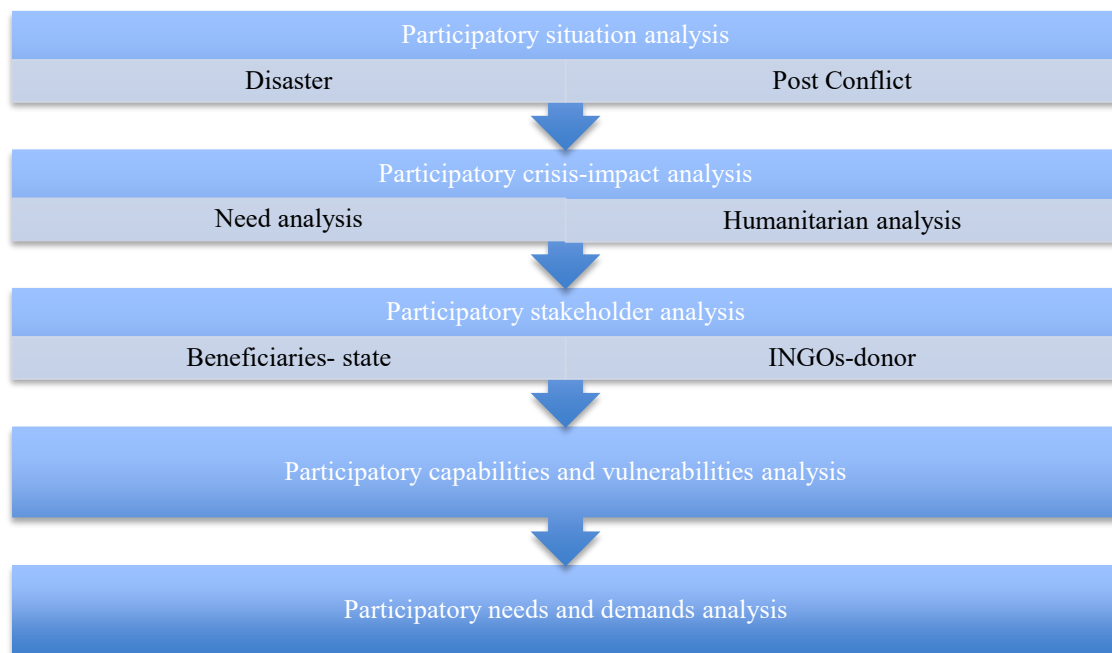 Participatory situation analysis
Disaster
Post Conflict
Participatory crisis-impact analysis
Need analysis
Humanitarian analysis
Participatory stakeholder analysis
Beneficiaries- state
INGOs-donor
Participatory capabilities and vulnerabilities analysis
Participatory needs and demands analysis